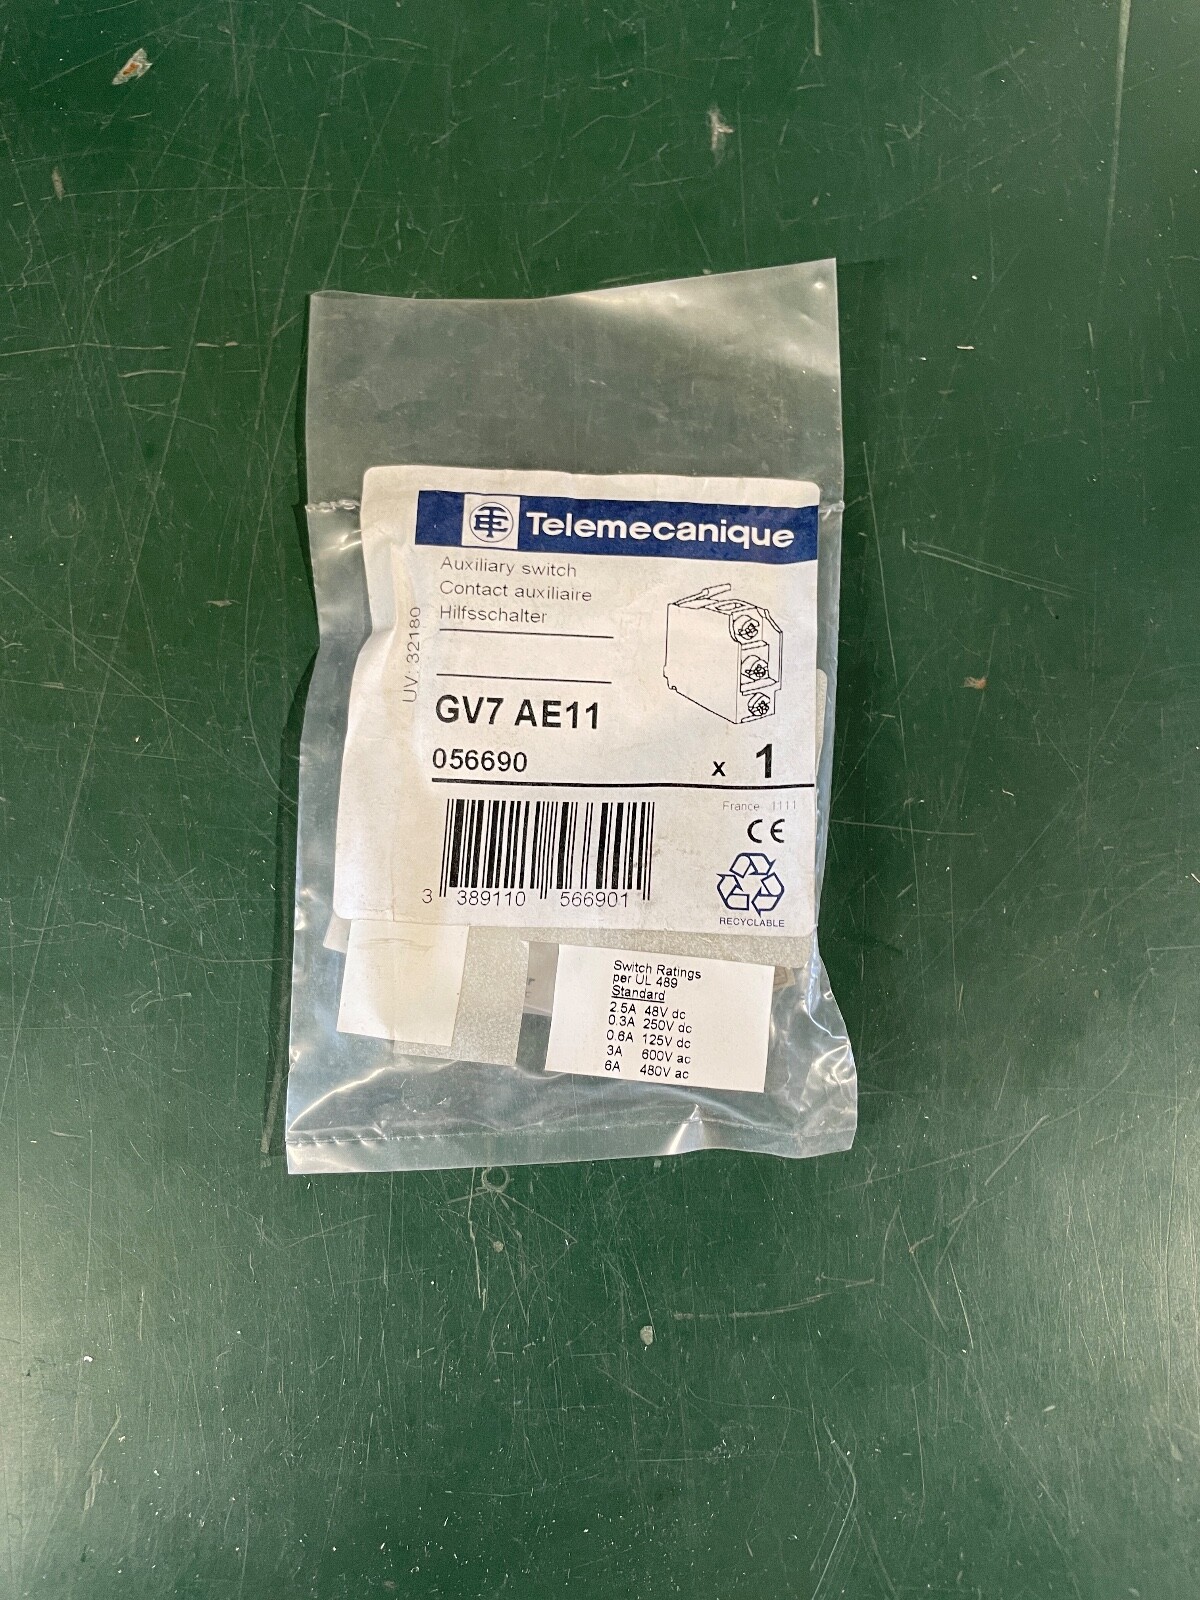 TE Telemecanique
Auxiliary switch
Contact auxiliaire
Hilfsschalter
UV: 32180
GV7 AE11
056690
x 1
France 1111
CE
3 389110 566901
RECYCLABLE
Switch Ratings
per UL 489
Standard
2.5A 48V dc
0.3A 250V dc
0.6A 125V dc
3A 600V ac
6A 480V ac